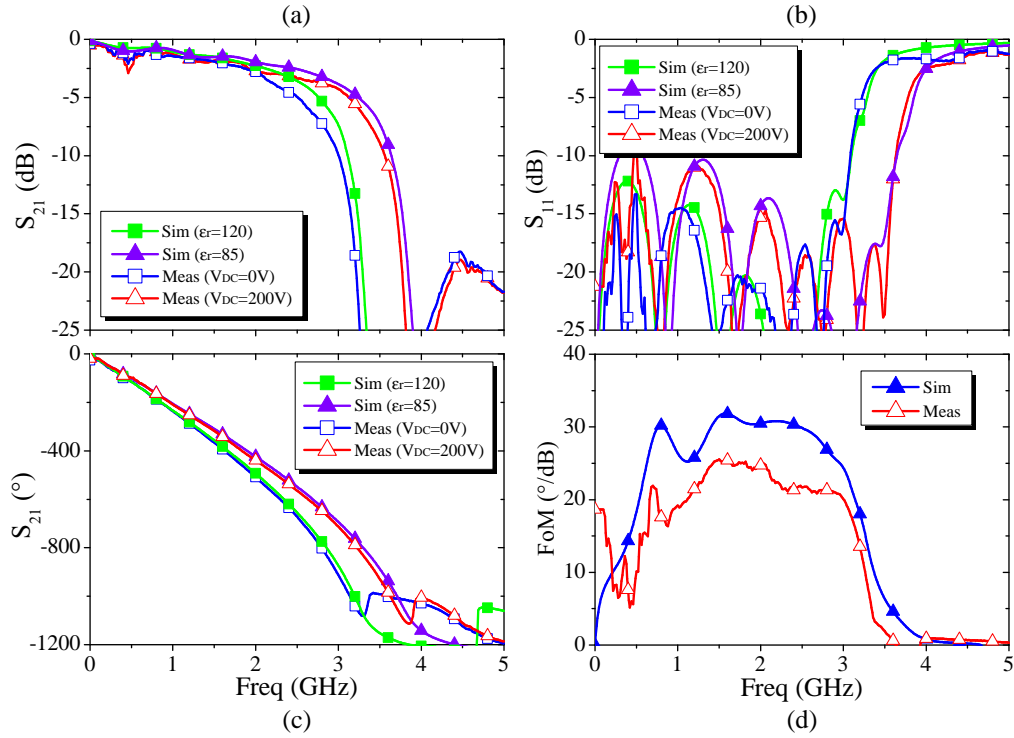 (a)
(b)
0
-5
-10
-15
-20
-25
S21 (dB)
Sim (εr=120)
Sim (εr=85)
Meas (VDC=0V)
Meas (VDC=200V)
0
-5
-10
-15
-20
-25
S11 (dB)
Sim (εr=120)
Sim (εr=85)
Meas (VDC=0V)
Meas (VDC=200V)
0
-400
-800
-1200
S21 (°)
Sim (εr=120)
Sim (εr=85)
Meas (VDC=0V)
Meas (VDC=200V)
0 1 2 3 4 5
Freq (GHz)
(c)
40
30
20
10
0
FoM (°/dB)
Sim
Meas
0 1 2 3 4 5
Freq (GHz)
(d)